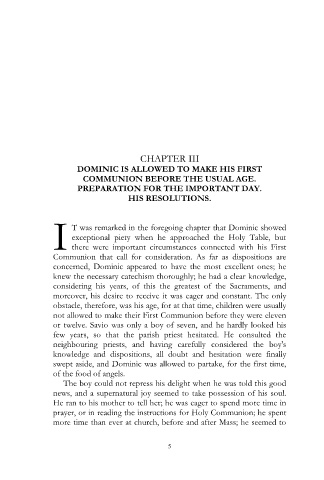 CHAPTER III
DOMINIC IS ALLOWED TO MAKE HIS FIRST
COMMUNION BEFORE THE USUAL AGE.
PREPARATION FOR THE IMPORTANT DAY.
HIS RESOLUTIONS.
IT was remarked in the foregoing chapter that Dominic showed
exceptional piety when he approached the Holy Table, but
there were important circumstances connected with his First
Communion that call for consideration. As far as dispositions are
concerned, Dominic appeared to have the most excellent ones; he
knew the necessary catechism thoroughly; he had a clear knowledge,
considering his years, of this the greatest of the Sacraments, and
moreover, his desire to receive it was eager and constant. The only
obstacle, therefore, was his age, for at that time, children were usually
not allowed to make their First Communion before they were eleven
or twelve. Savio was only a boy of seven, and he hardly looked his
few years, so that the parish priest hesitated. He consulted the
neighbouring priests, and having carefully considered the boy's
knowledge and dispositions, all doubt and hesitation were finally
swept aside, and Dominic was allowed to partake, for the first time,
of the food of angels.
The boy could not repress his delight when he was told this good
news, and a supernatural joy seemed to take possession of his soul.
He ran to his mother to tell her; he was eager to spend more time in
prayer, or in reading the instructions for Holy Communion; he spent
more time than ever at church, before and after Mass; he seemed to
5